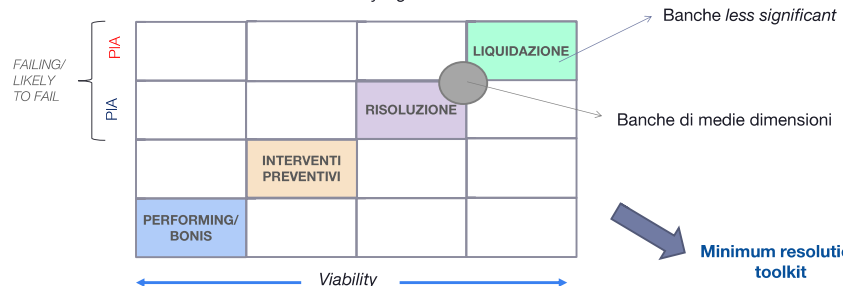 Banche less significant
PIA
LIQUIDAZIONE
FAILING/
LIKELY
TO FAIL
PIA
RISOLUZIONE
Banche di medie dimensioni
INTERVENTI
PREVENTIVI
PERFORMING/
BONIS
Minimum
toolkit
Viability